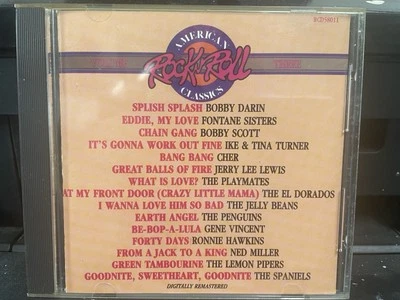 BCD38011
AMERICAN
VOLUME
ROCK N ROLL
THREE
CLASSICS
SPLISH SPLASH BOBBY DARIN
EDDIE, MY LOVE FONTANE SISTERS
CHAIN GANG BOBBY SCOTT
IT'S GONNA WORK OUT FINE IKE & TINA TURNER
BANG BANG CHER
GREAT BALLS OF FIRE JERRY LEE LEWIS
WHAT IS LOVE? THE PLAYMATES
AT MY FRONT DOOR (CRAZY LITTLE MAMA) THE EL DORADOS
I WANNA LOVE HIM SO BAD THE JELLY BEANS
EARTH ANGEL THE PENGUINS
BE-BOP-A-LULA GENE VINCENT
FORTY DAYS RONNIE HAWKINS
FROM A JACK TO A KING NED MILLER
GREEN TAMBOURINE THE LEMON PIPERS
GOODNITE, SWEETHEART, GOODNITE THE SPANIELS
DIGITALLY REMASTERED